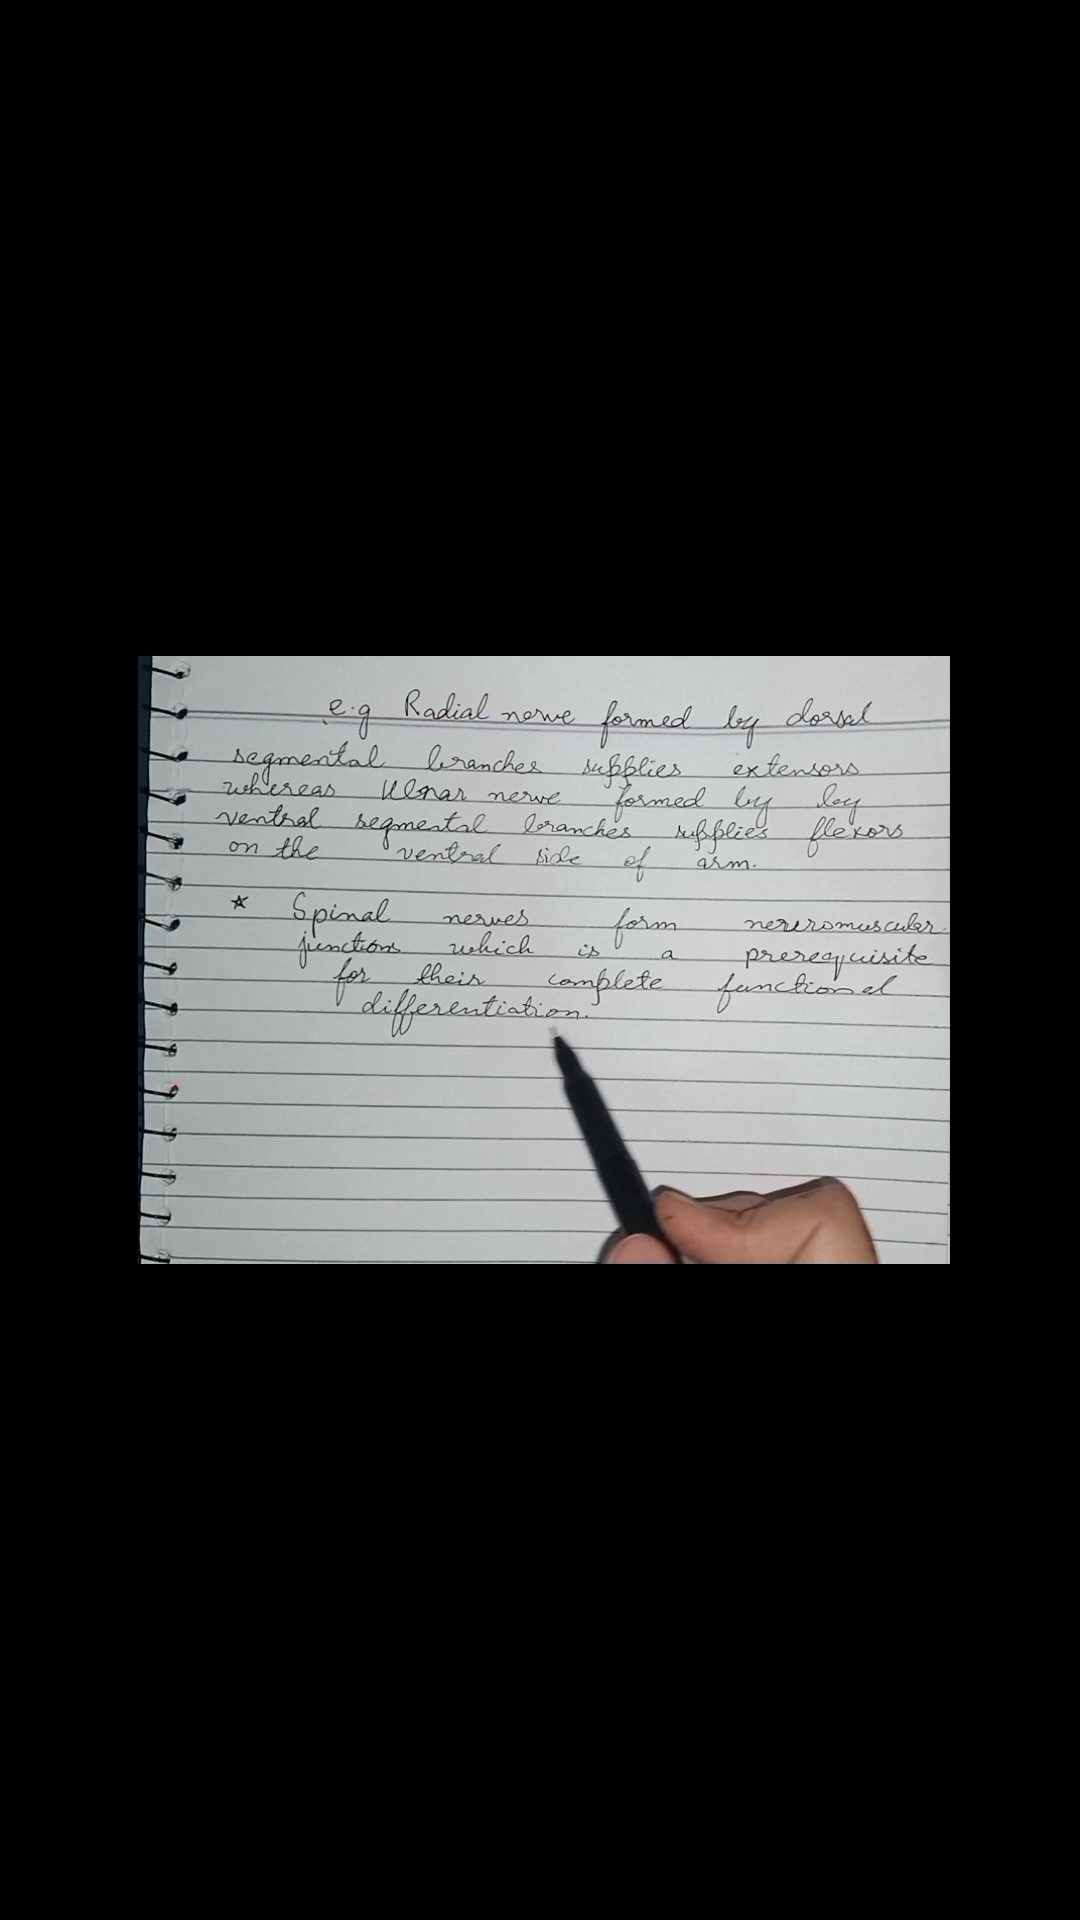 e.g Radial nerve formed by dorsal
segmental branches supplies extensors
whereas Ulnar nerve formed by by
ventral segmental branches supplies flexors
on the ventral side of arm.
* Spinal nerves form neuromuscular
junctions which is a prerequisite
for their complete functional
differentiation.